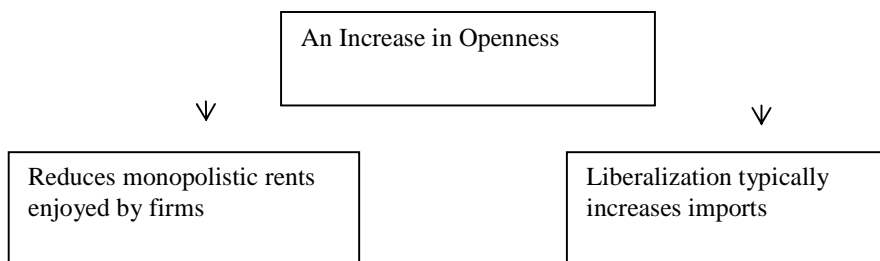 An Increase in Openness
Reduces monopolistic rents
enjoyed by firms
Liberalization typically
increases imports